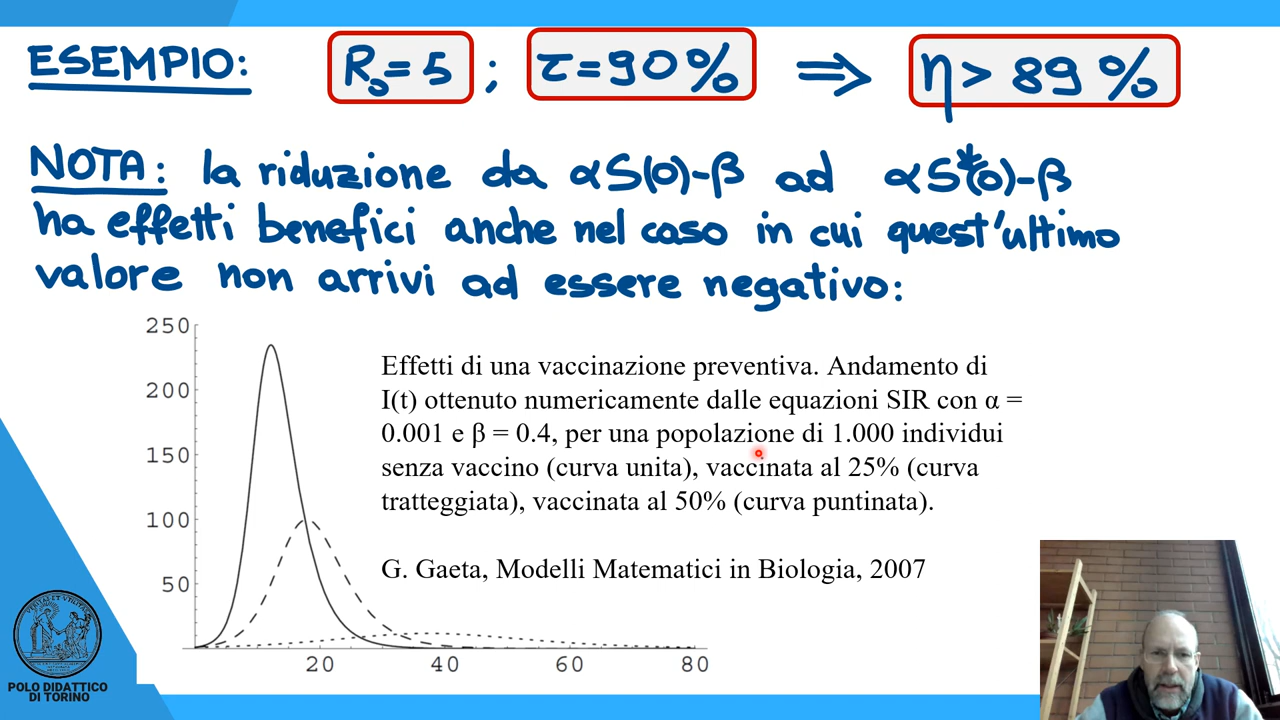 ESEMPIO: R₀=5 ; τ=90% ⟹ η> 89%
NOTA: la riduzione da αS(0)-β ad αS*(0)-β
ha effetti benefici anche nel caso in cui quest'ultimo
valore non arrivi ad essere negativo:
250
200
150
100
50
20 40 60 80
Effetti di una vaccinazione preventiva. Andamento di
I(t) ottenuto numericamente dalle equazioni SIR con α =
0.001 e β = 0.4, per una popolazione di 1.000 individui
senza vaccino (curva unita), vaccinata al 25% (curva
tratteggiata), vaccinata al 50% (curva puntinata).
G. Gaeta, Modelli Matematici in Biologia, 2007
POLO DIDATTICO
DI TORINO